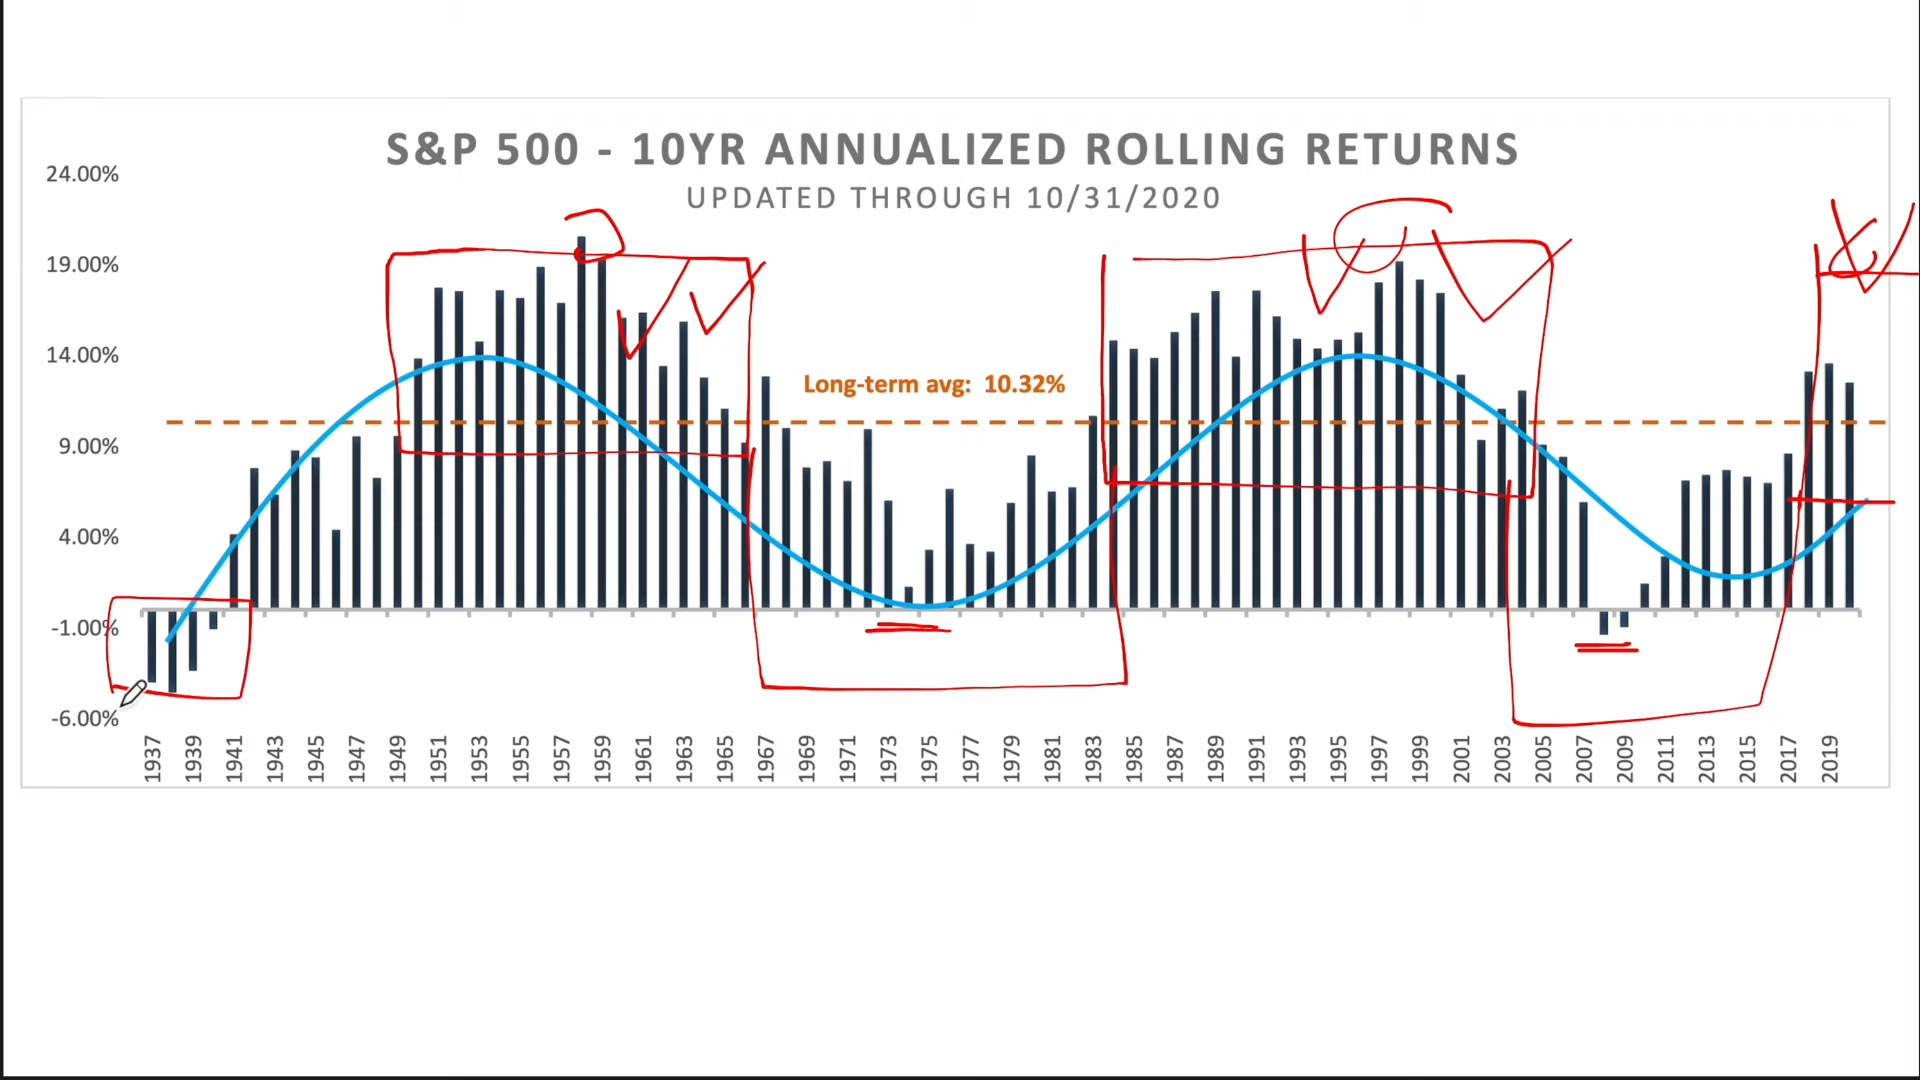 S&P 500 - 10YR ANNUALIZED ROLLING RETURNS
UPDATED THROUGH 10/31/2020
24.00%
19.00%
14.00%
9.00%
4.00%
-1.00%
-6.00%
Long-term avg: 10.32%
1937 1939 1941 1943 1945 1947 1949 1951 1953 1955 1957 1959 1961 1963 1965 1967 1969 1971 1973 1975 1977 1979 1981 1983 1985 1987 1989 1991 1993 1995 1997 1999 2001 2003 2005 2007 2009 2011 2013 2015 2017 2019